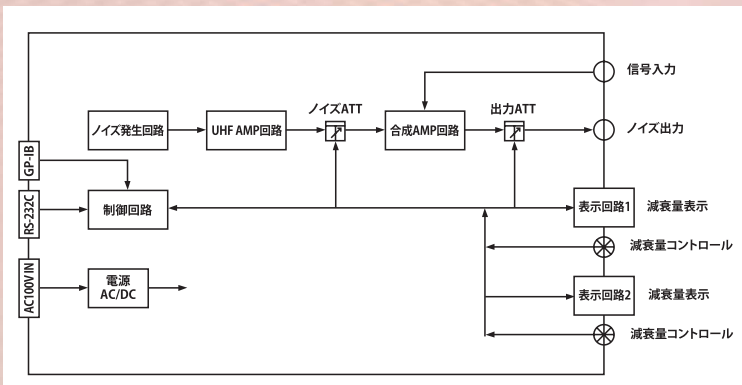 信号入力
ノイズATT
出力ATT
ノイズ発生回路
UHF AMP回路
合成AMP回路
ノイズ出力
GP-IB
RS-232C
制御回路
表示回路1
減衰量表示
減衰量コントロール
AC100V IN
電源
AC/DC
表示回路2
減衰量表示
減衰量コントロール